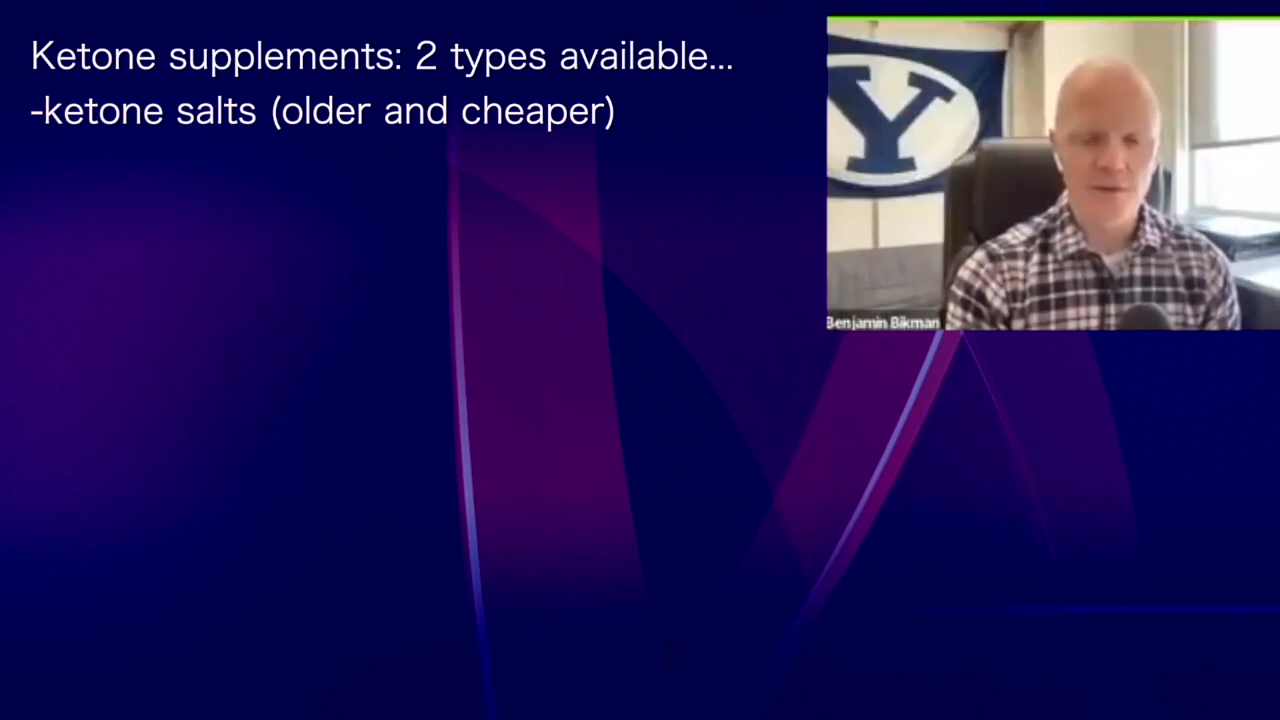 Ketone supplements: 2 types available...
-ketone salts (older and cheaper)
Y
Benjamin Bikman